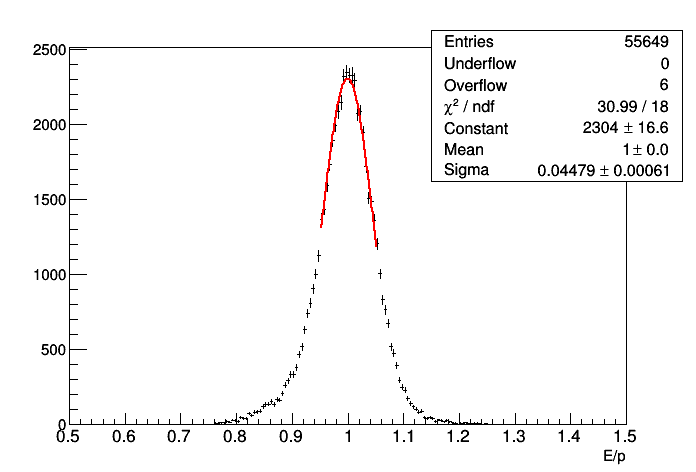 Entries 55649
Underflow 0
Overflow 6
χ² / ndf 30.99 / 18
Constant 2304 ± 16.6
Mean 1 ± 0.0
Sigma 0.04479 ± 0.00061
2500
2000
1500
1000
500
0
0.5 0.6 0.7 0.8 0.9 1 1.1 1.2 1.3 1.4 1.5
E/p